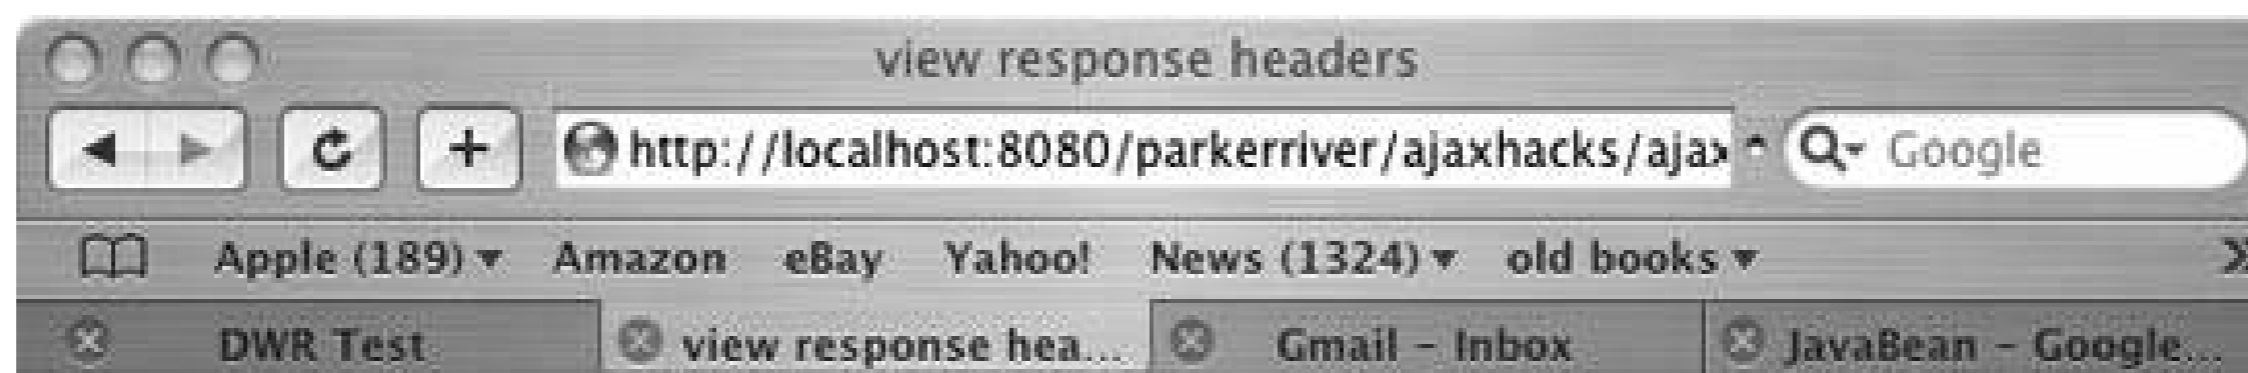 view response headers
http://localhost:8080/parkerriver/ajaxhacks/ajax Google
Apple (189) Amazon eBay Yahoo! News (1324) old books
DWR Test view response hea... Gmail - Inbox JavaBean - Google...